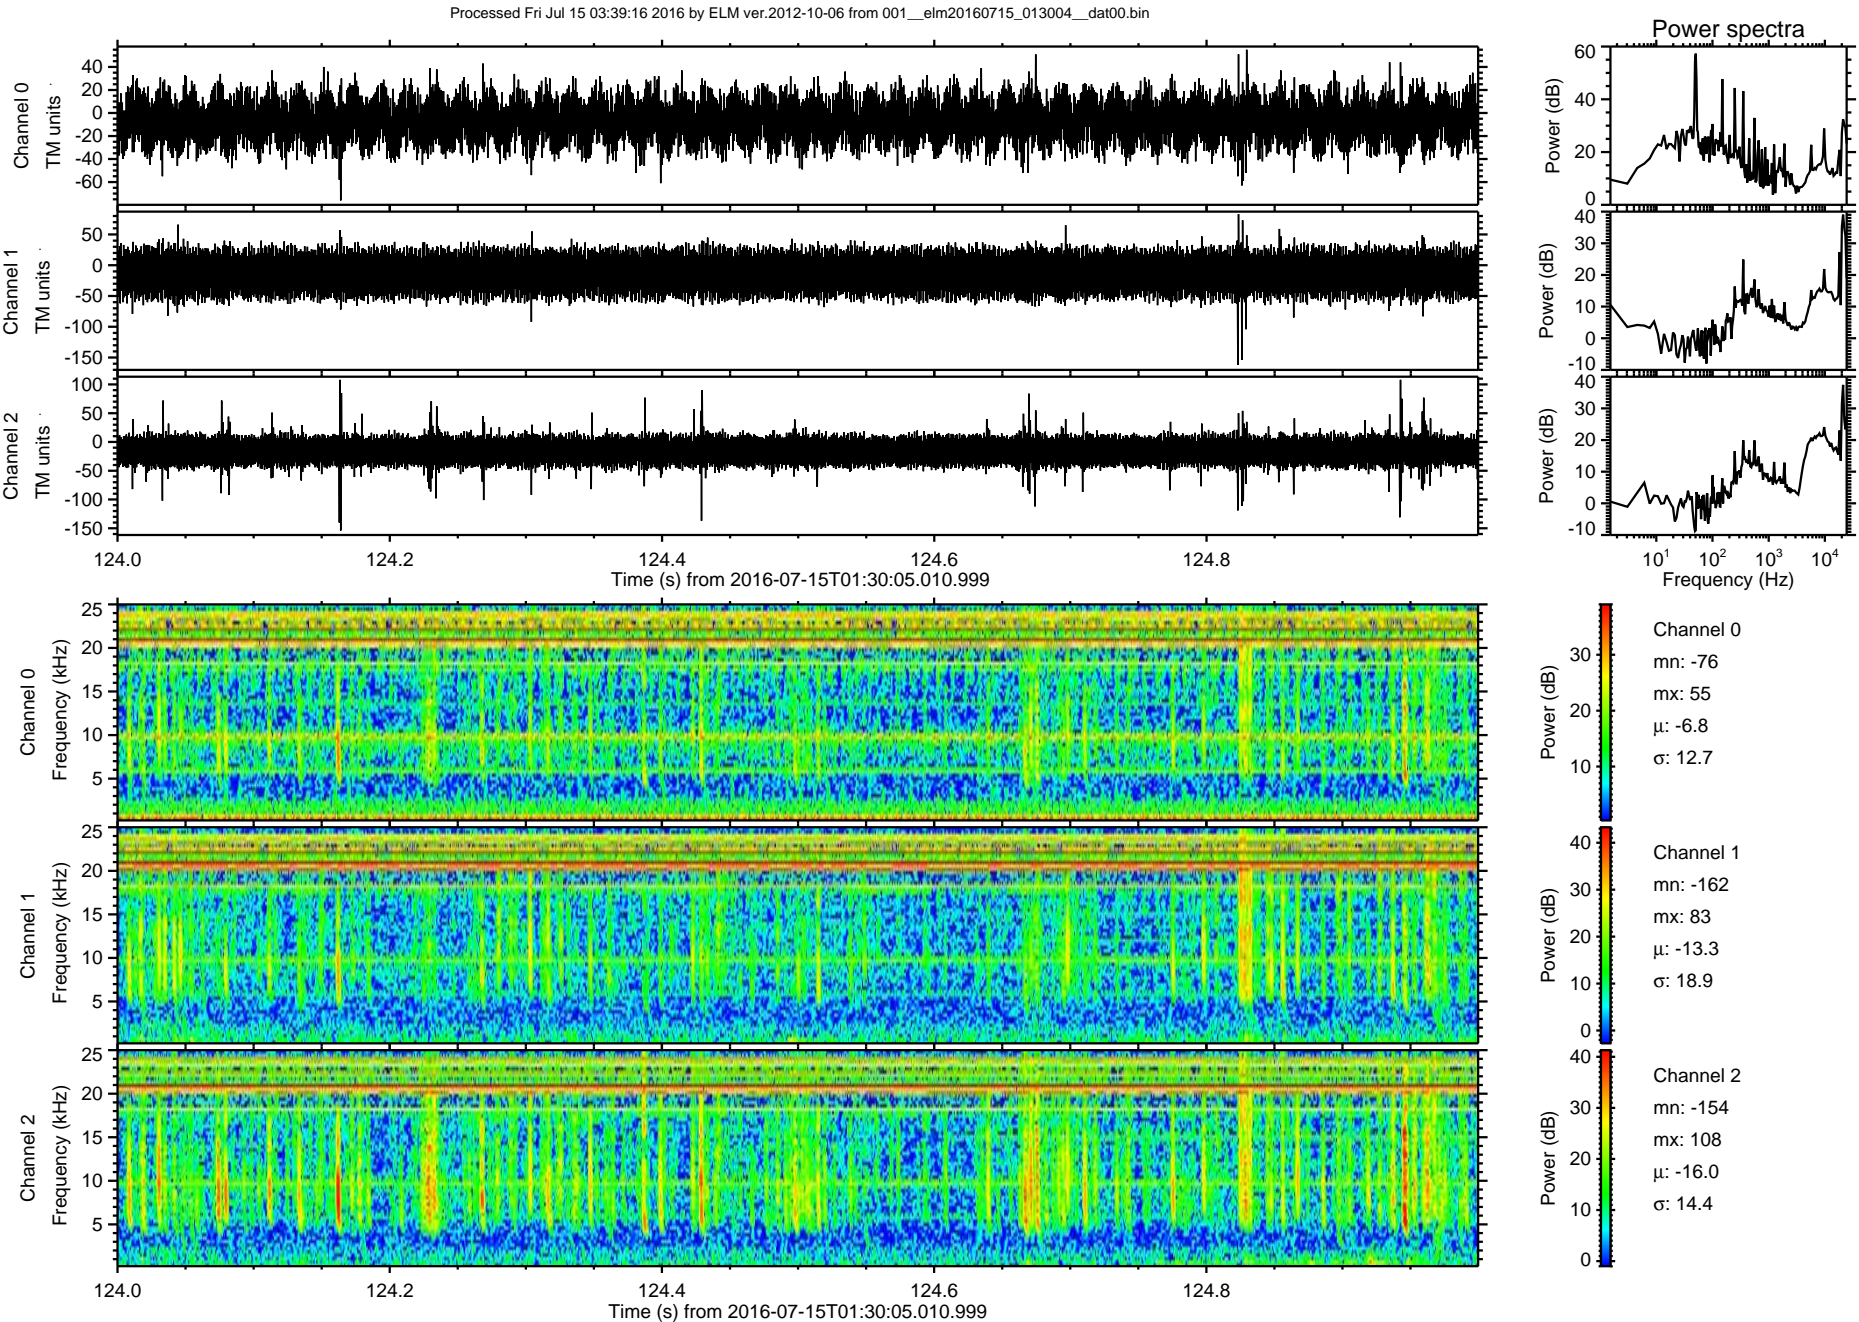 Processed Fri Jul 15 03:39:16 2016 by ELM ver.2012-10-06 from 001__elm20160715_013004__dat00.bin
Power spectra
Channel 0
TM units
40
20
0
-20
-40
-60
Power (dB)
60
40
20
0
Channel 1
TM units
50
0
-50
-100
-150
Power (dB)
40
30
20
10
0
-10
Channel 2
TM units
100
50
0
-50
-100
-150
Power (dB)
40
30
20
10
0
-10
124.0 124.2 124.4 124.6 124.8
Time (s) from 2016-07-15T01:30:05.010.999
10¹ 10² 10³ 10⁴
Frequency (Hz)
Channel 0
Frequency (kHz)
25
20
15
10
5
Power (dB)
30
20
10
Channel 0
mn: -76
mx: 55
μ: -6.8
σ: 12.7
Channel 1
Frequency (kHz)
25
20
15
10
5
Power (dB)
40
30
20
10
0
Channel 1
mn: -162
mx: 83
μ: -13.3
σ: 18.9
Channel 2
Frequency (kHz)
25
20
15
10
5
Power (dB)
40
30
20
10
0
Channel 2
mn: -154
mx: 108
μ: -16.0
σ: 14.4
124.0 124.2 124.4 124.6 124.8
Time (s) from 2016-07-15T01:30:05.010.999